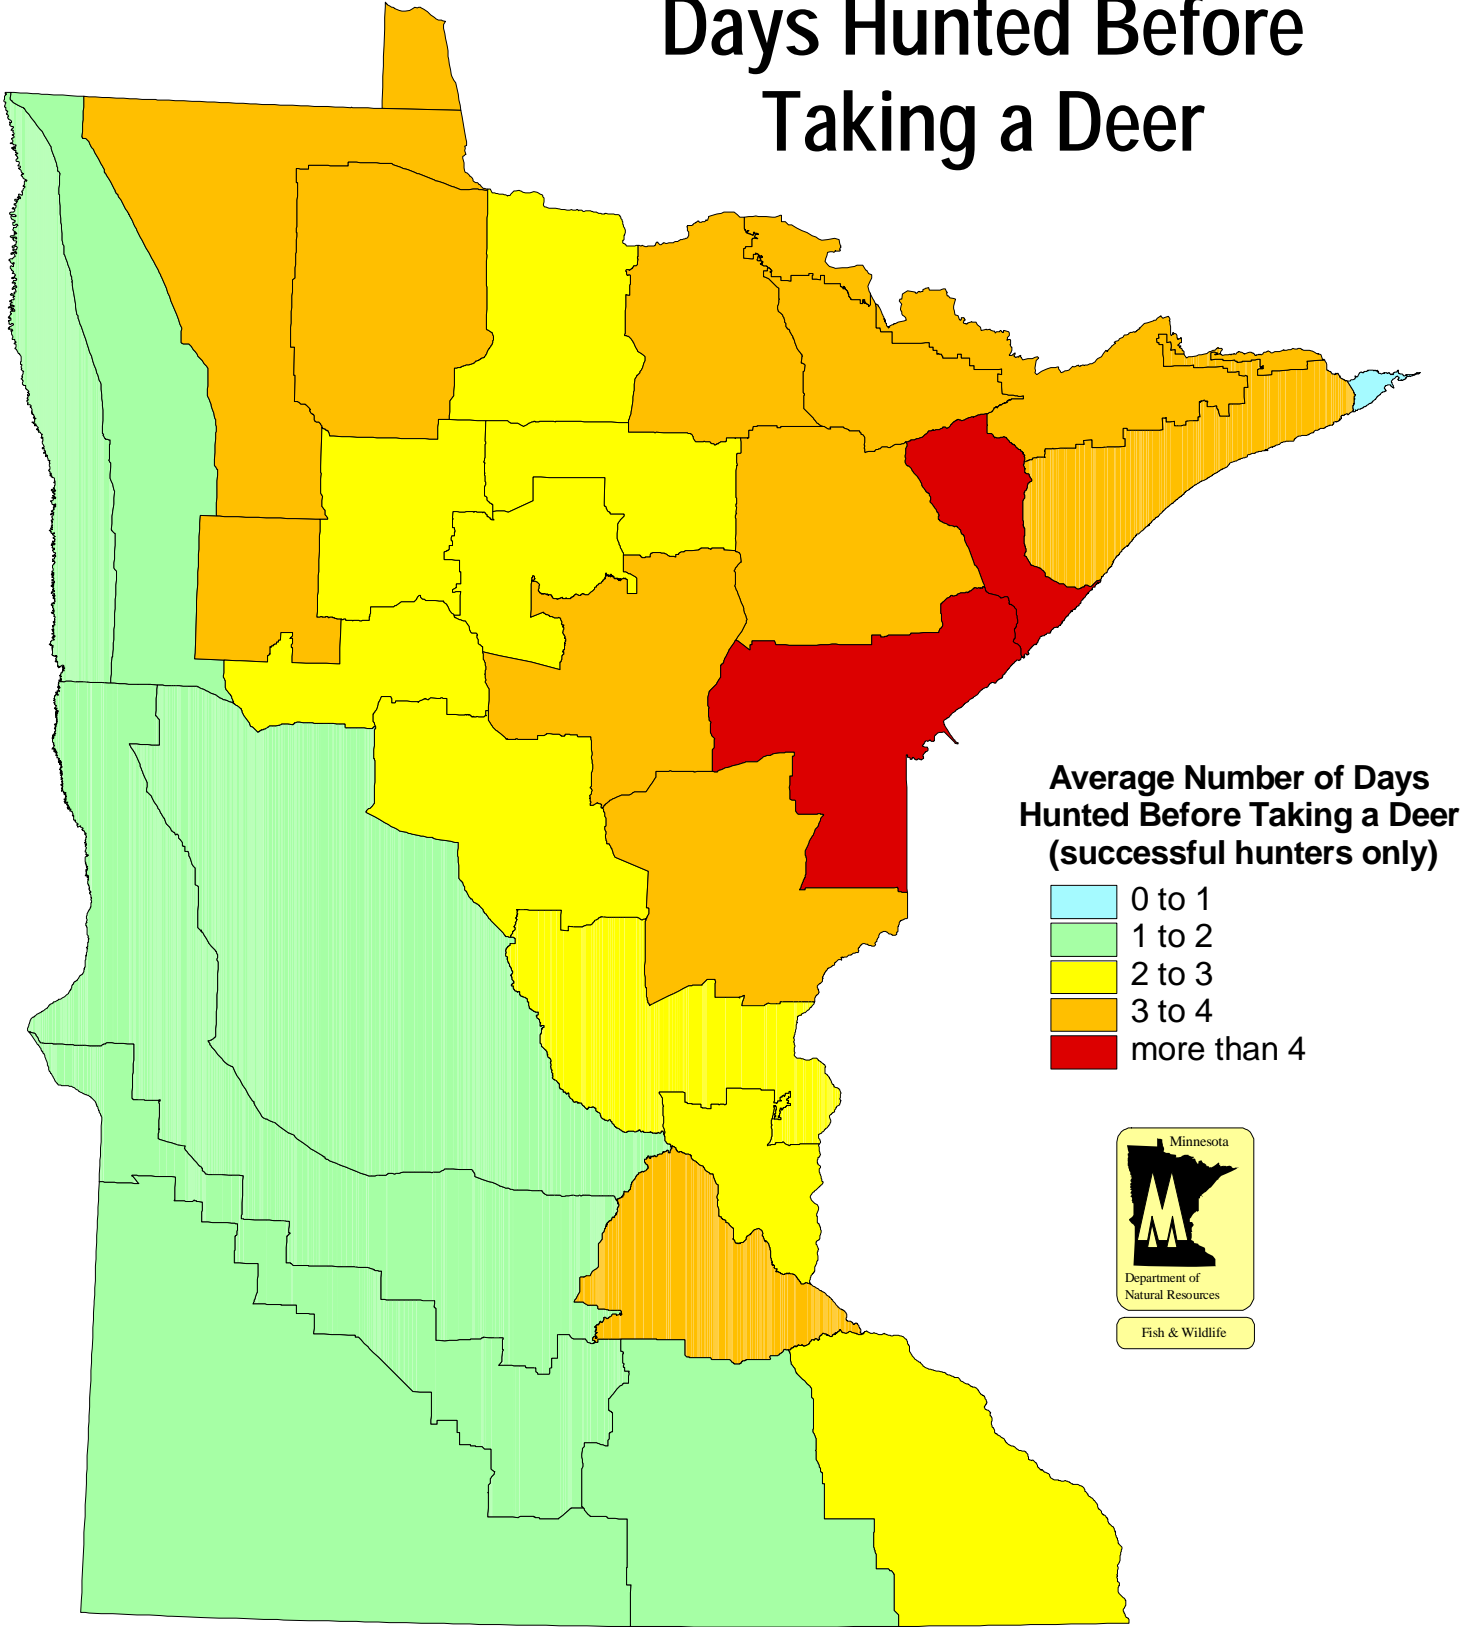 Days Hunted Before
Taking a Deer
Average Number of Days
Hunted Before Taking a Deer
(successful hunters only)
0 to 1
1 to 2
2 to 3
3 to 4
more than 4
Minnesota
Department of
Natural Resources
Fish & Wildlife